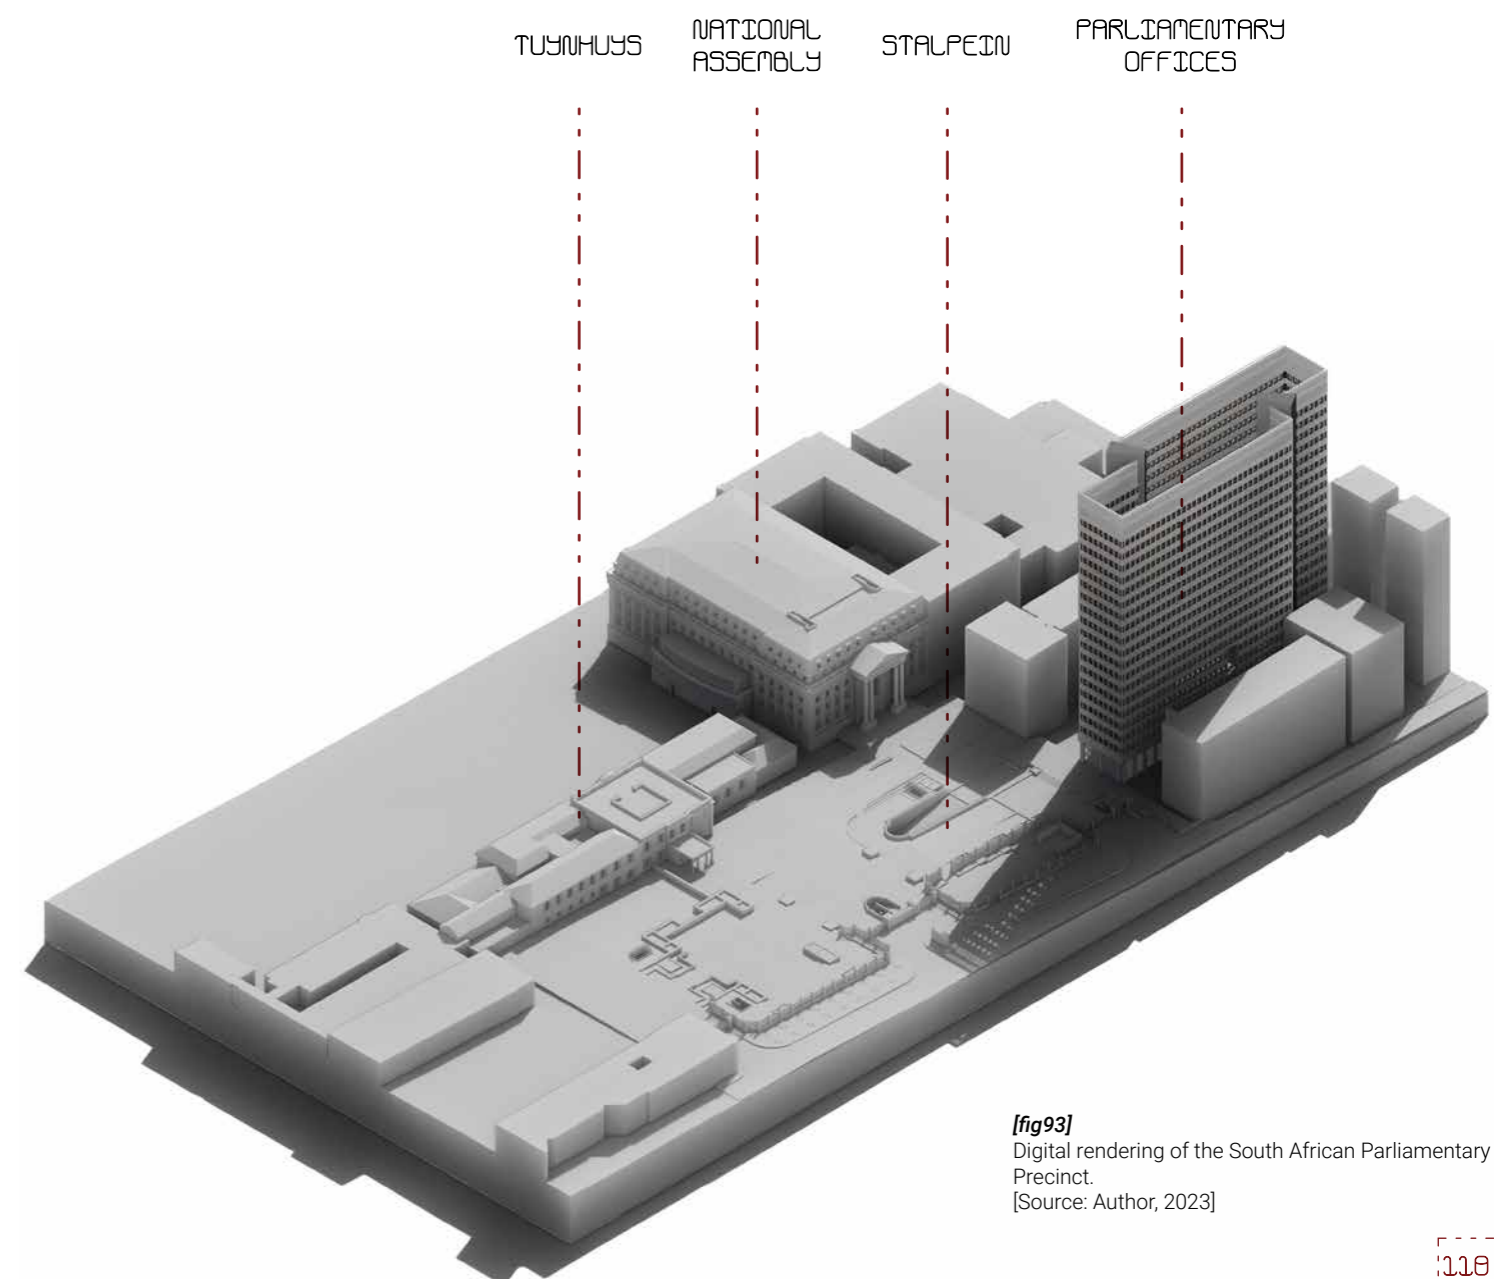 TUYNHUYS
NATIONAL
ASSEMBLY
STALPEIN
PARLIAMENTARY
OFFICES
[fig93]
Digital rendering of the South African Parliamentary
Precinct.
[Source: Author, 2023]
118